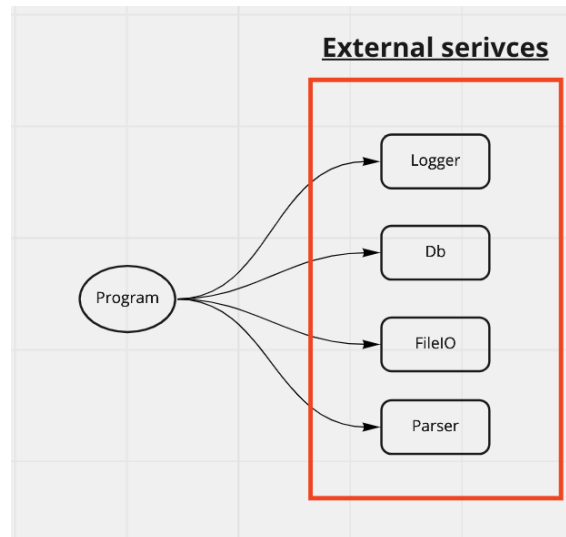 External serivces
Logger
Db
Program
FileIO
Parser